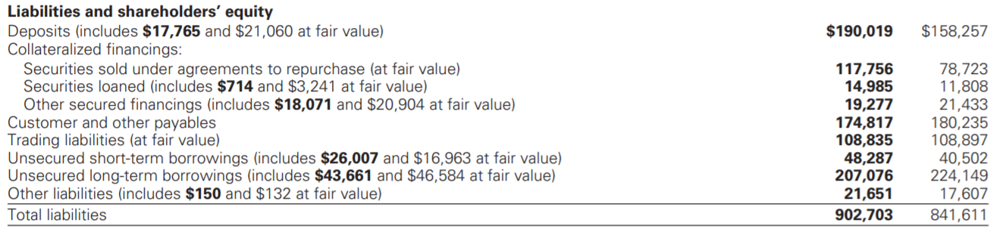 Liabilities and shareholders’ equity
Deposits (includes $17,765 and $21,060 at fair value) $190,019 $158,257
Collateralized financings:
Securities sold under agreements to repurchase (at fair value) 117,756 78,723
Securities loaned (includes $714 and $3,241 at fair value) 14,985 11,808
Other secured financings (includes $18,071 and $20,904 at fair value) 19,277 21,433
Customer and other payables 174,817 180,235
Trading liabilities (at fair value) 108,835 108,897
Unsecured short-term borrowings (includes $26,007 and $16,963 at fair value) 48,287 40,502
Unsecured long-term borrowings (includes $43,661 and $46,584 at fair value) 207,076 224,149
Other liabilities (includes $150 and $132 at fair value) 21,651 17,607
Total liabilities 902,703 841,611